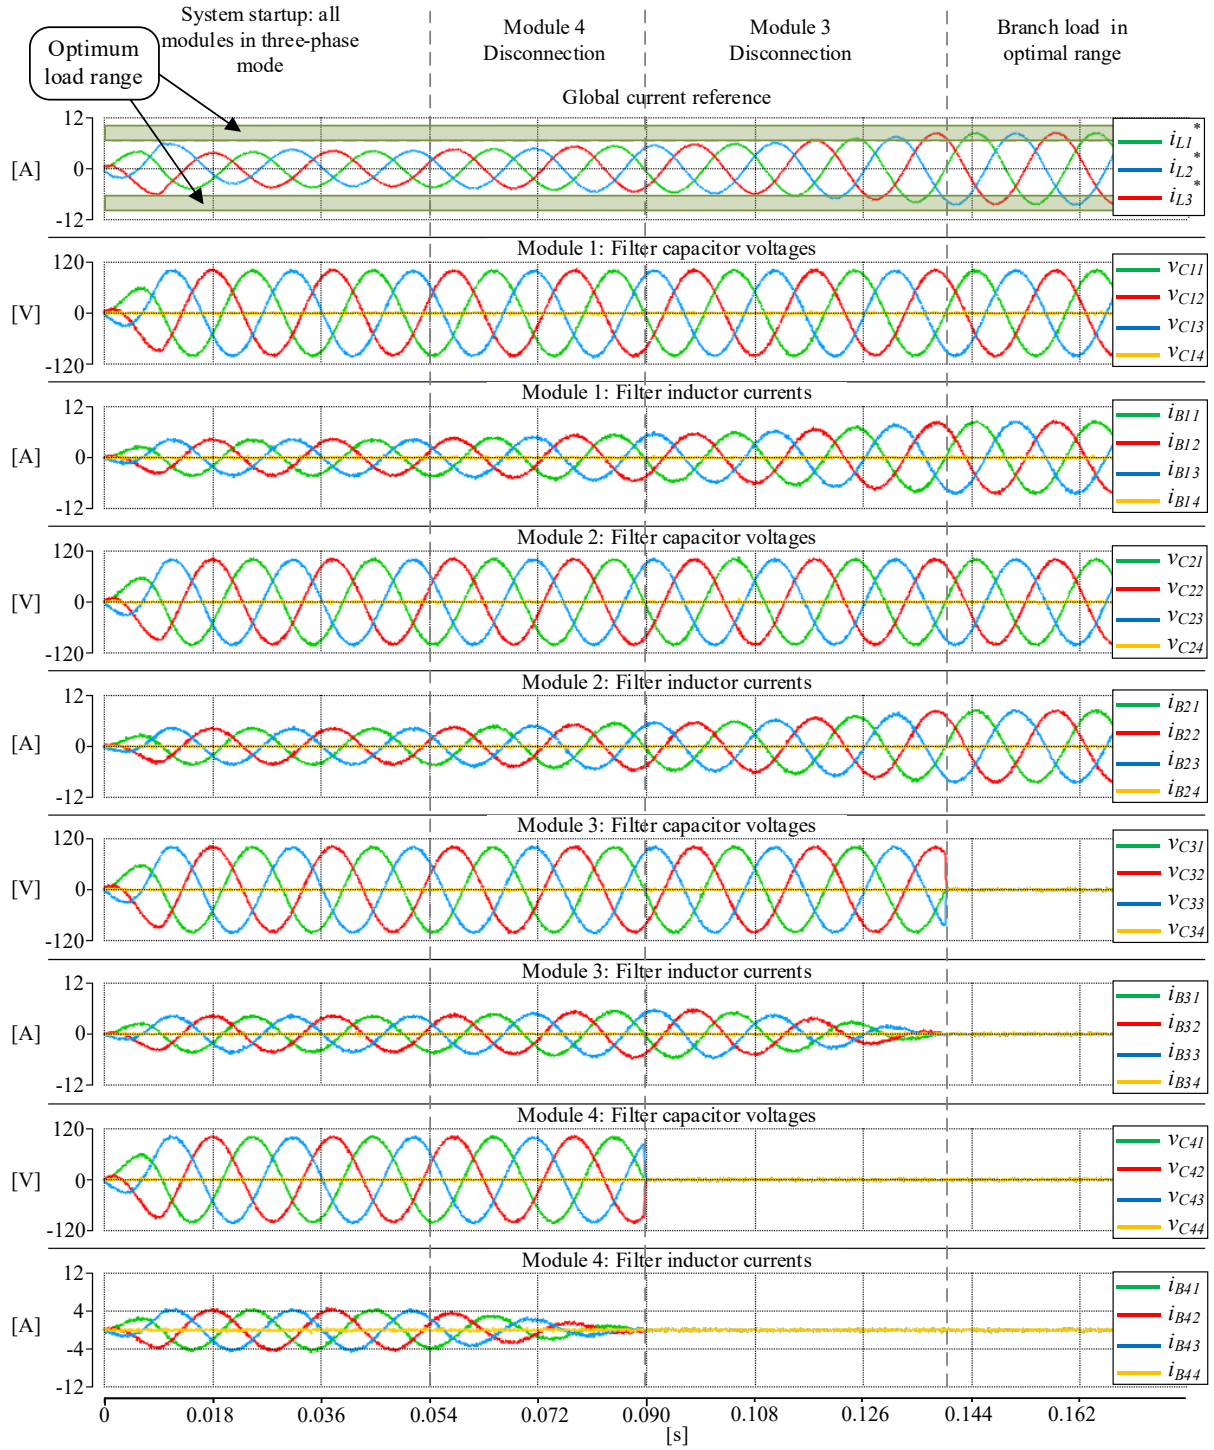 System startup: all
modules in three-phase
mode
Module 4
Disconnection
Module 3
Disconnection
Branch load in
optimal range
Optimum
load range
Global current reference
12
0
-12
[A]
iL1*
iL2*
iL3*
Module 1: Filter capacitor voltages
120
0
-120
[V]
vC11
vC12
vC13
vC14
Module 1: Filter inductor currents
12
0
-12
[A]
iB11
iB12
iB13
iB14
Module 2: Filter capacitor voltages
120
0
-120
[V]
vC21
vC22
vC23
vC24
Module 2: Filter inductor currents
12
0
-12
[A]
iB21
iB22
iB23
iB24
Module 3: Filter capacitor voltages
120
0
-120
[V]
vC31
vC32
vC33
vC34
Module 3: Filter inductor currents
12
0
-12
[A]
iB31
iB32
iB33
iB34
Module 4: Filter capacitor voltages
120
0
-120
[V]
vC41
vC42
vC43
vC44
Module 4: Filter inductor currents
12
4
-4
-12
[A]
iB41
iB42
iB43
iB44
0 0.018 0.036 0.054 0.072 0.090 0.108 0.126 0.144 0.162
[s]